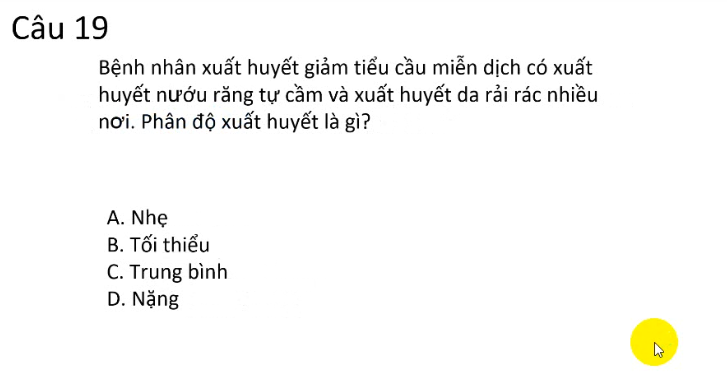 Câu 19
Bệnh nhân xuất huyết giảm tiểu cầu miễn dịch có xuất
huyết nướu răng tự cầm và xuất huyết da rải rác nhiều
nơi. Phân độ xuất huyết là gì?
A. Nhẹ
B. Tối thiểu
C. Trung bình
D. Nặng